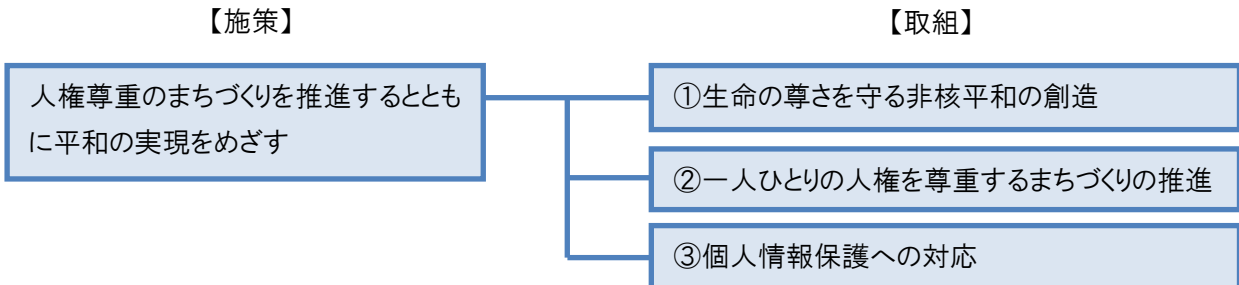 【施策】
【取組】
人権尊重のまちづくりを推進するととも
に平和の実現をめざす
①生命の尊さを守る非核平和の創造
②一人ひとりの人権を尊重するまちづくりの推進
③個人情報保護への対応